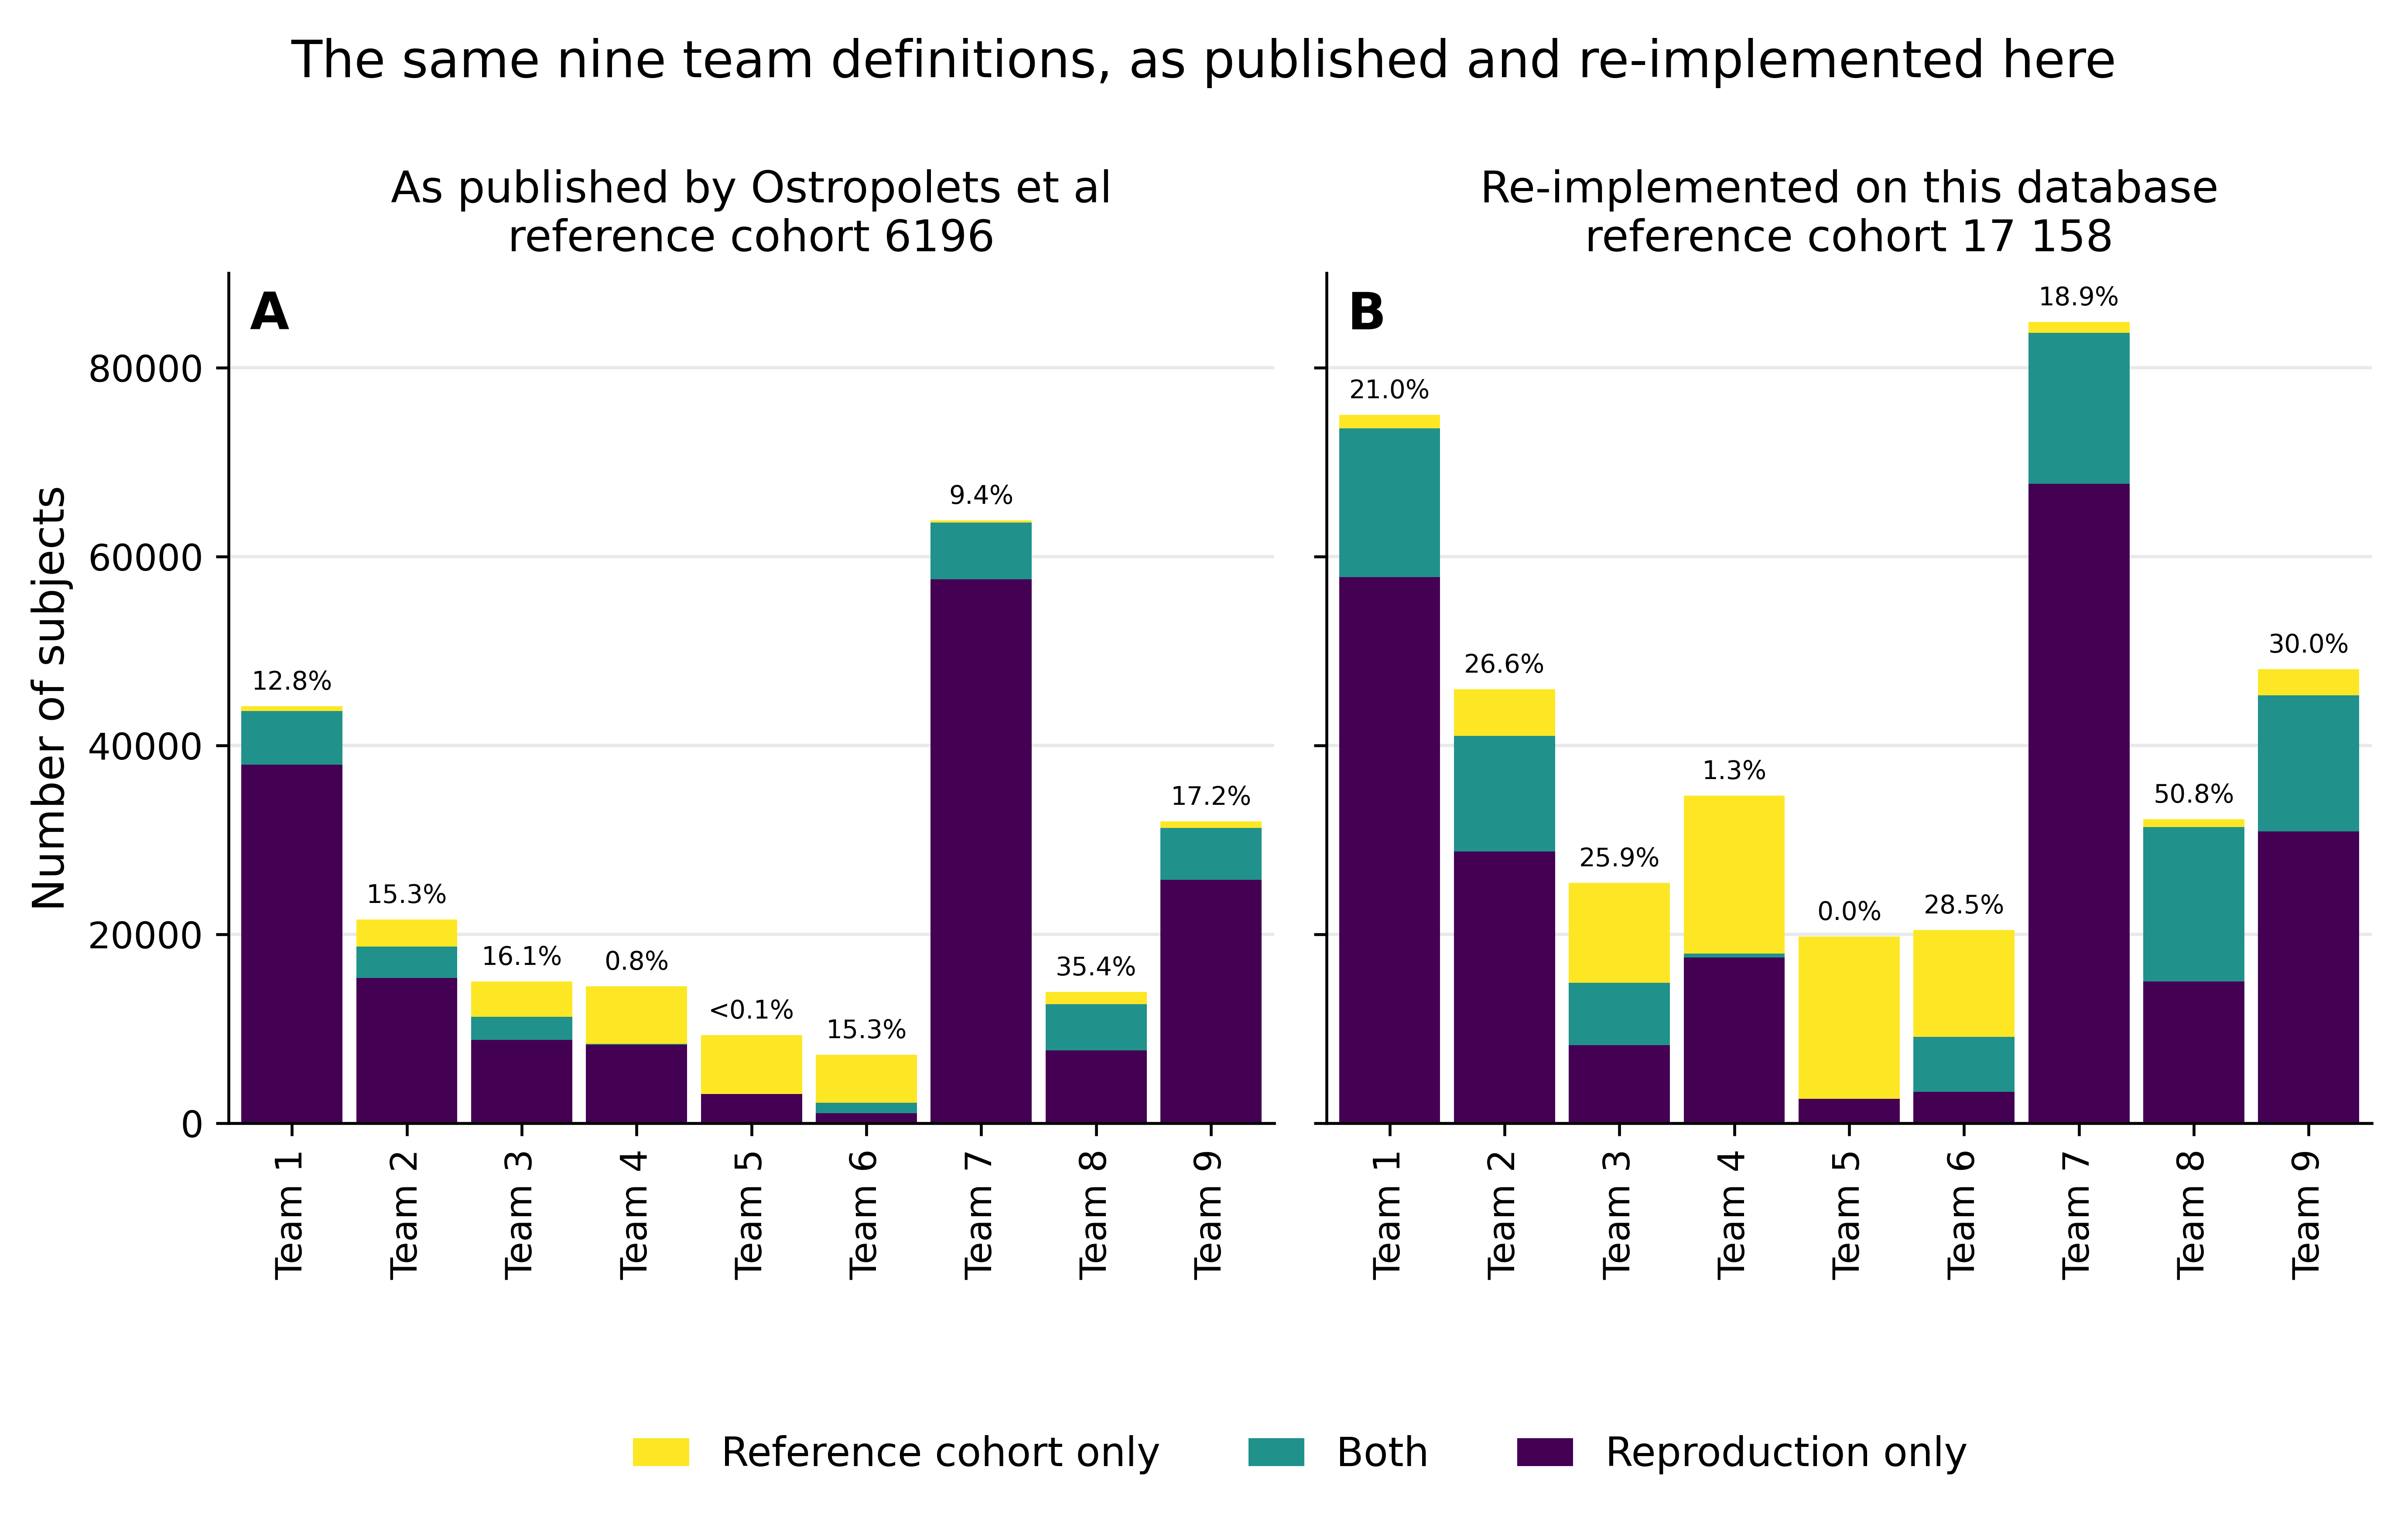 The same nine team definitions, as published and re-implemented here
As published by Ostropolets et al
reference cohort 6196
Re-implemented on this database
reference cohort 17 158
A
B
Number of subjects
80000
60000
40000
20000
0
12.8%
15.3%
16.1%
0.8%
<0.1%
15.3%
9.4%
35.4%
17.2%
21.0%
26.6%
25.9%
1.3%
0.0%
28.5%
18.9%
50.8%
30.0%
Team 1
Team 2
Team 3
Team 4
Team 5
Team 6
Team 7
Team 8
Team 9
Team 1
Team 2
Team 3
Team 4
Team 5
Team 6
Team 7
Team 8
Team 9
Reference cohort only
Both
Reproduction only